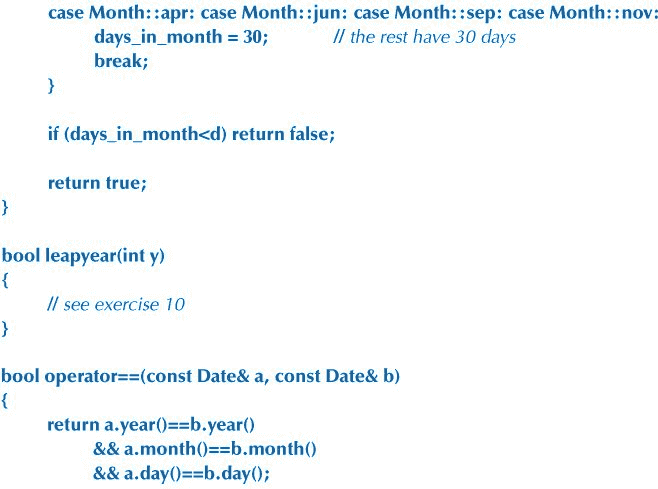 case Month::apr: case Month::jun: case Month::sep: case Month::nov:
days_in_month = 30; // the rest have 30 days
break;
}
if (days_in_month<d) return false;
return true;
}
bool leapyear(int y)
{
// see exercise 10
}
bool operator==(const Date& a, const Date& b)
{
return a.year()==b.year()
&& a.month()==b.month()
&& a.day()==b.day();